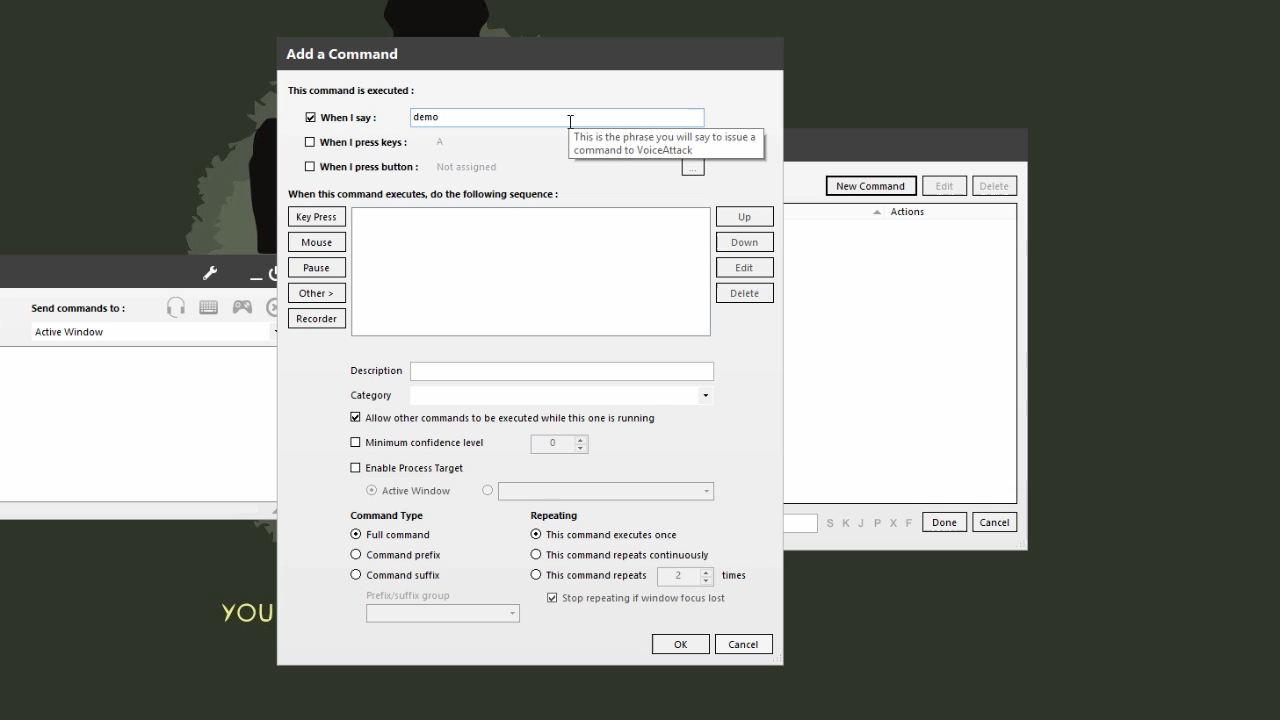 Add a Command
This command is executed :
When I say :
demo
This is the phrase you will say to issue a
command to VoiceAttack
When I press keys :
A
When I press button :
Not assigned
...
When this command executes, do the following sequence :
Key Press
Mouse
Pause
Other >
Recorder
Up
Down
Edit
Delete
Description
Category
Allow other commands to be executed while this one is running
Minimum confidence level
0
Enable Process Target
Active Window
Command Type
Full command
Command prefix
Command suffix
Prefix/suffix group
Repeating
This command executes once
This command repeats continuously
This command repeats
2
times
Stop repeating if window focus lost
OK
Cancel
New Command
Edit
Delete
Actions
S K J P X F
Done
Cancel
Send commands to :
Active Window
YOU